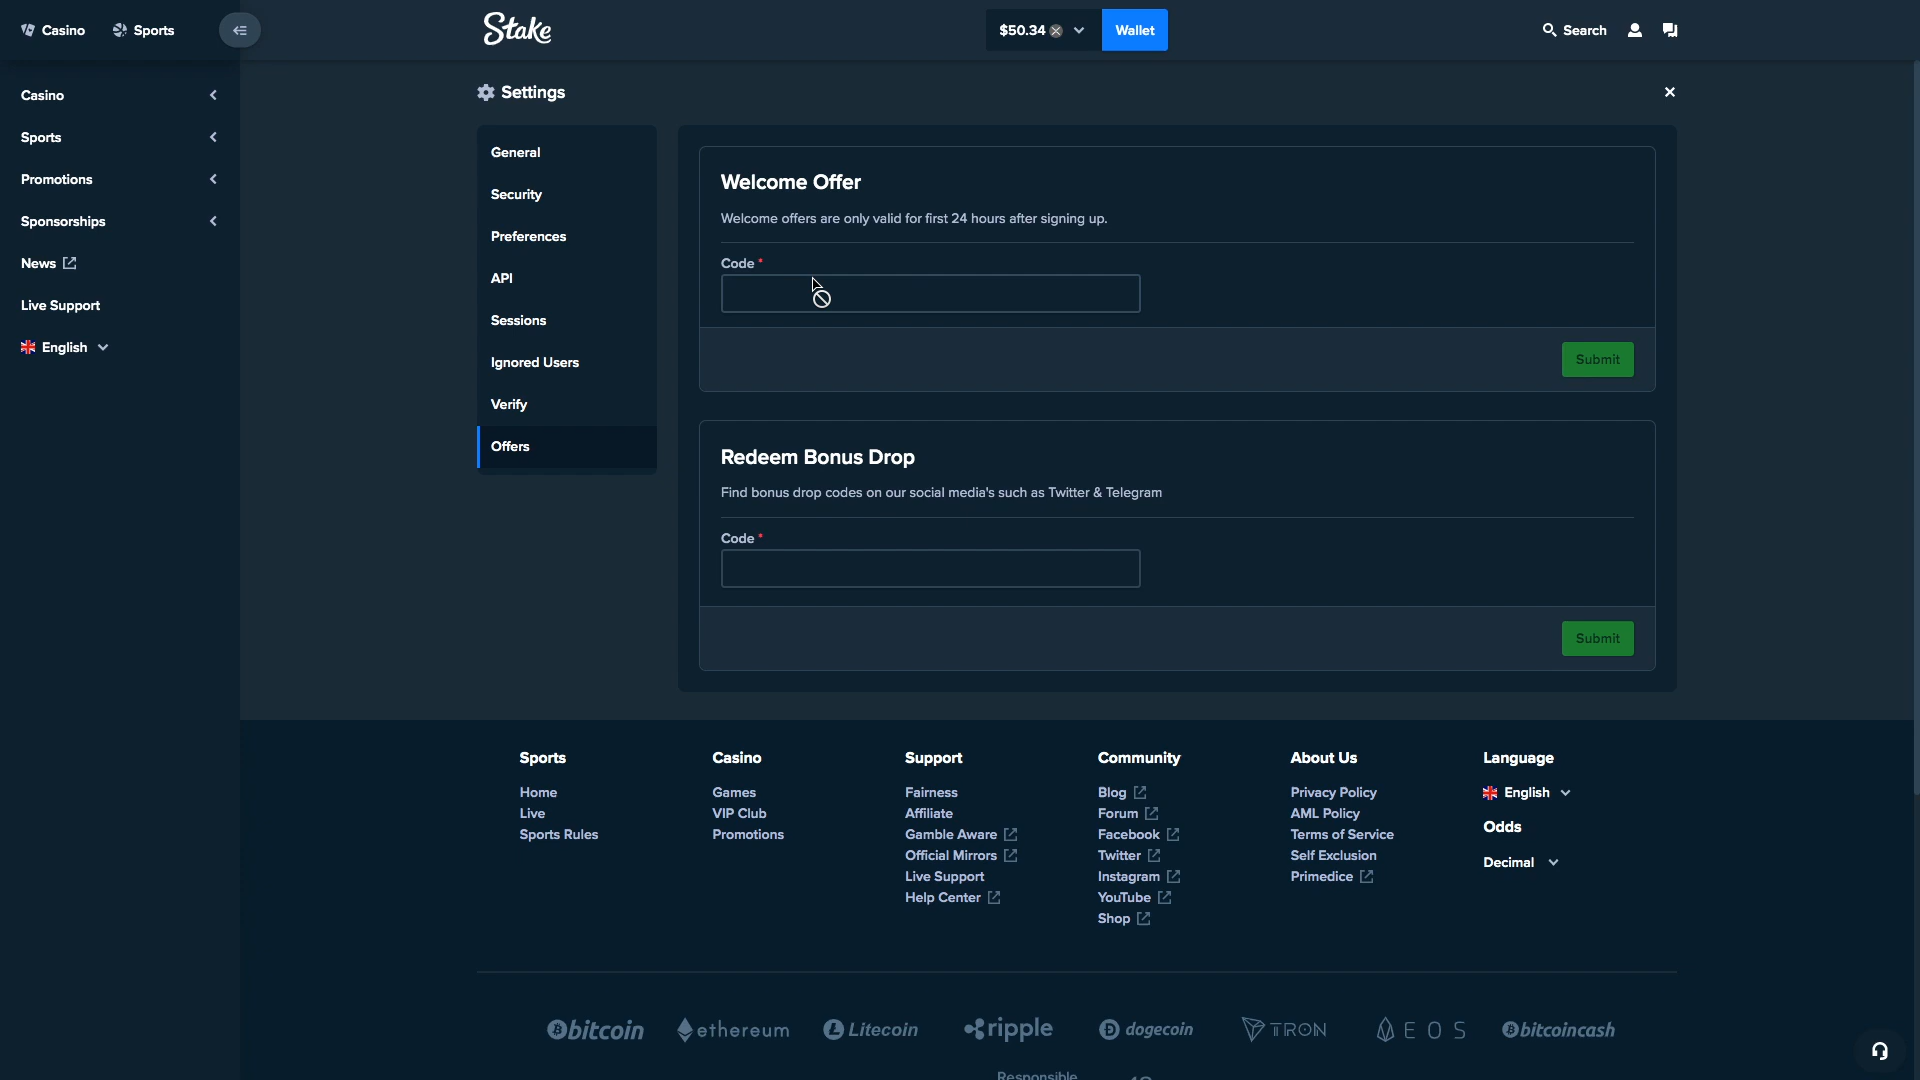 Casino
Sports
Stake
$50.34
Wallet
Search
Casino
Sports
Promotions
Sponsorships
News
Live Support
English
Settings
General
Security
Preferences
API
Sessions
Ignored Users
Verify
Offers
Welcome Offer
Welcome offers are only valid for first 24 hours after signing up.
Code *
Submit
Redeem Bonus Drop
Find bonus drop codes on our social media's such as Twitter & Telegram
Code *
Submit
Sports
Home
Live
Sports Rules
Casino
Games
VIP Club
Promotions
Support
Fairness
Affiliate
Gamble Aware
Official Mirrors
Live Support
Help Center
Community
Blog
Forum
Facebook
Twitter
Instagram
YouTube
Shop
About Us
Privacy Policy
AML Policy
Terms of Service
Self Exclusion
Primedice
Language
English
Odds
Decimal
bitcoin
ethereum
Litecoin
ripple
dogecoin
TRON
EOS
bitcoincash
Responsible